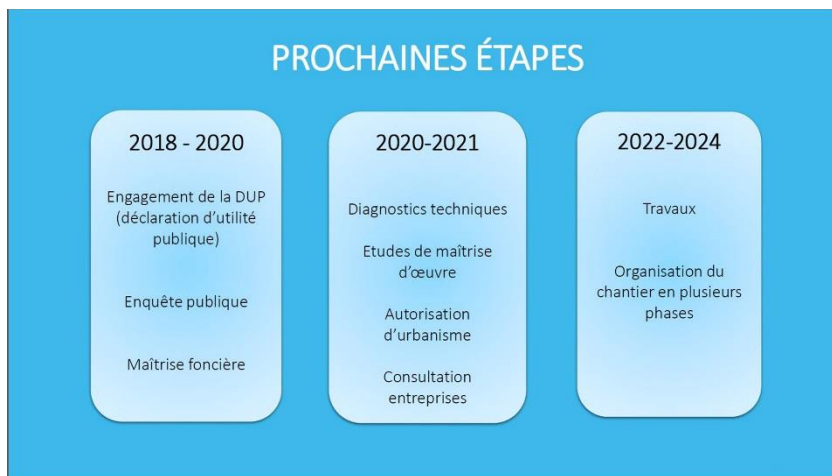 PROCHAINES ÉTAPES
2018 - 2020
Engagement de la DUP
(déclaration d'utilité
publique)
Enquête publique
Maîtrise foncière
2020-2021
Diagnostics techniques
Etudes de maîtrise
d'œuvre
Autorisation
d'urbanisme
Consultation
entreprises
2022-2024
Travaux
Organisation du
chantier en plusieurs
phases